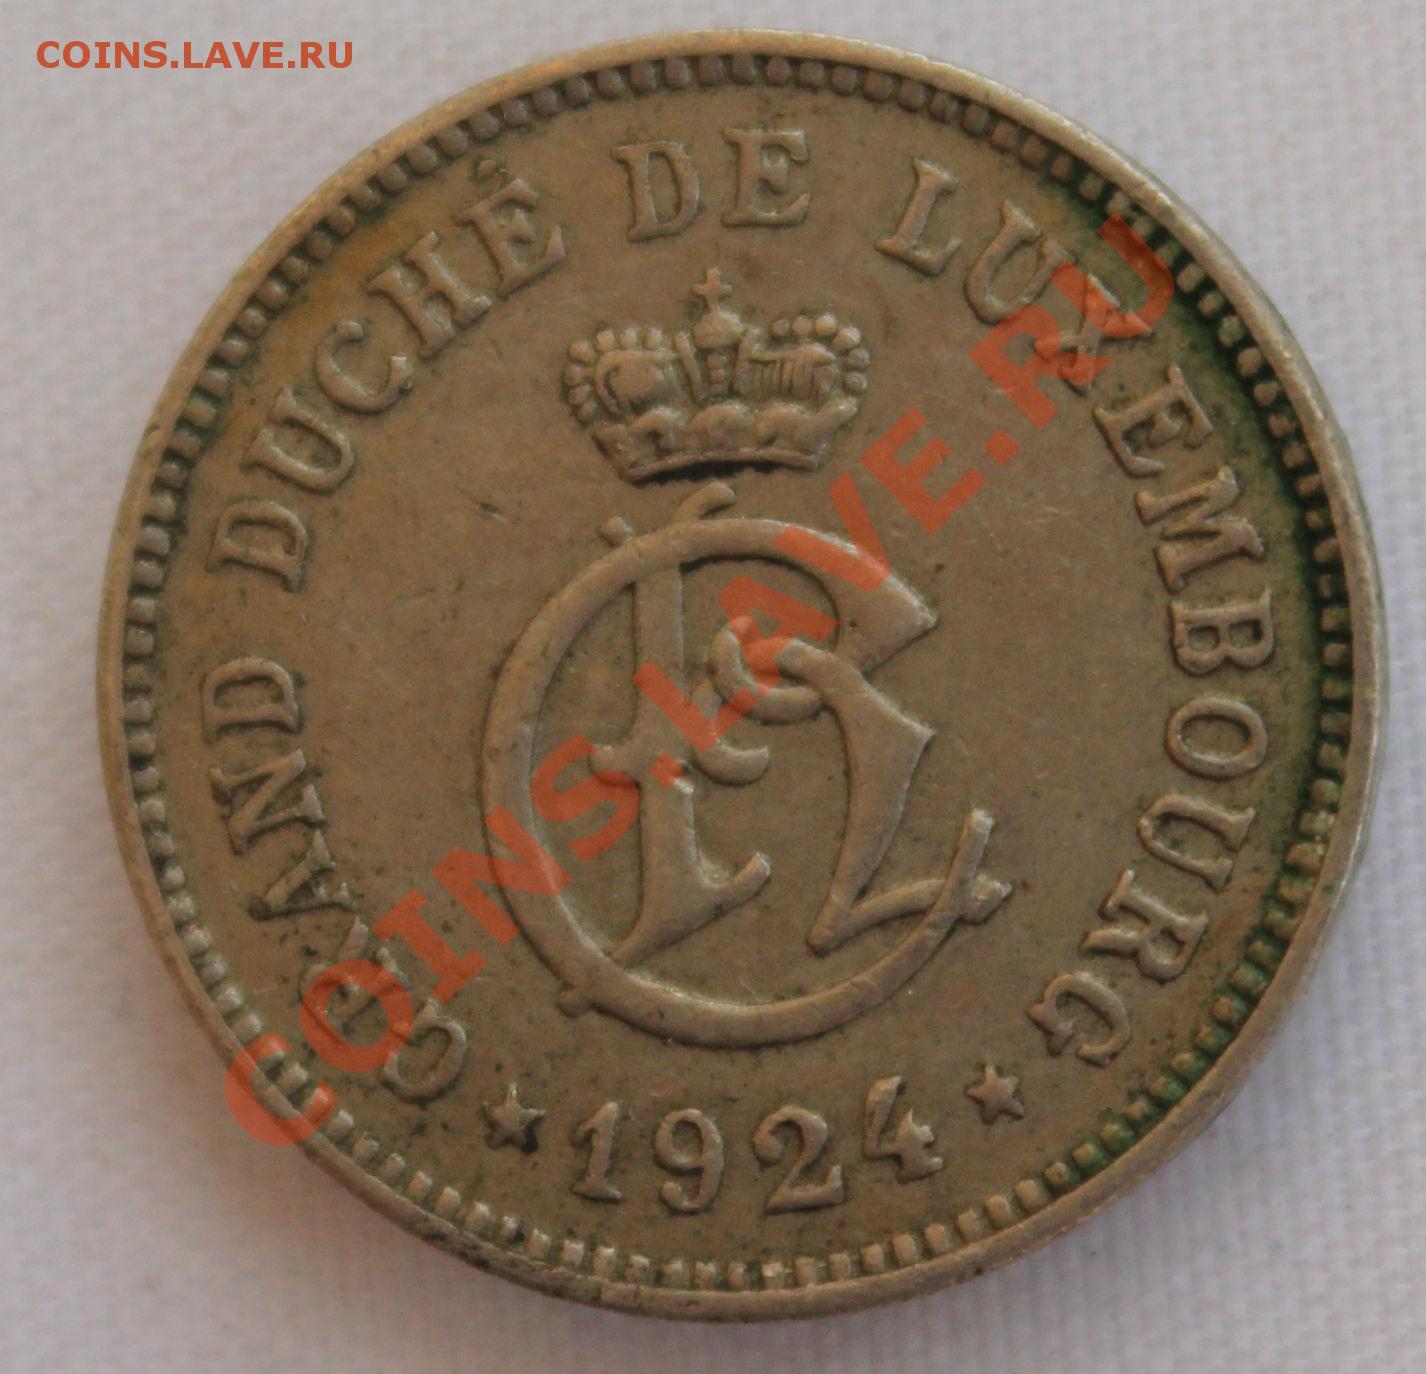 COINS.LAVE.RU
GRAND DUCHÉ DE LUXEMBOURG
★ 1924 ★
COINS.LAVE.RU